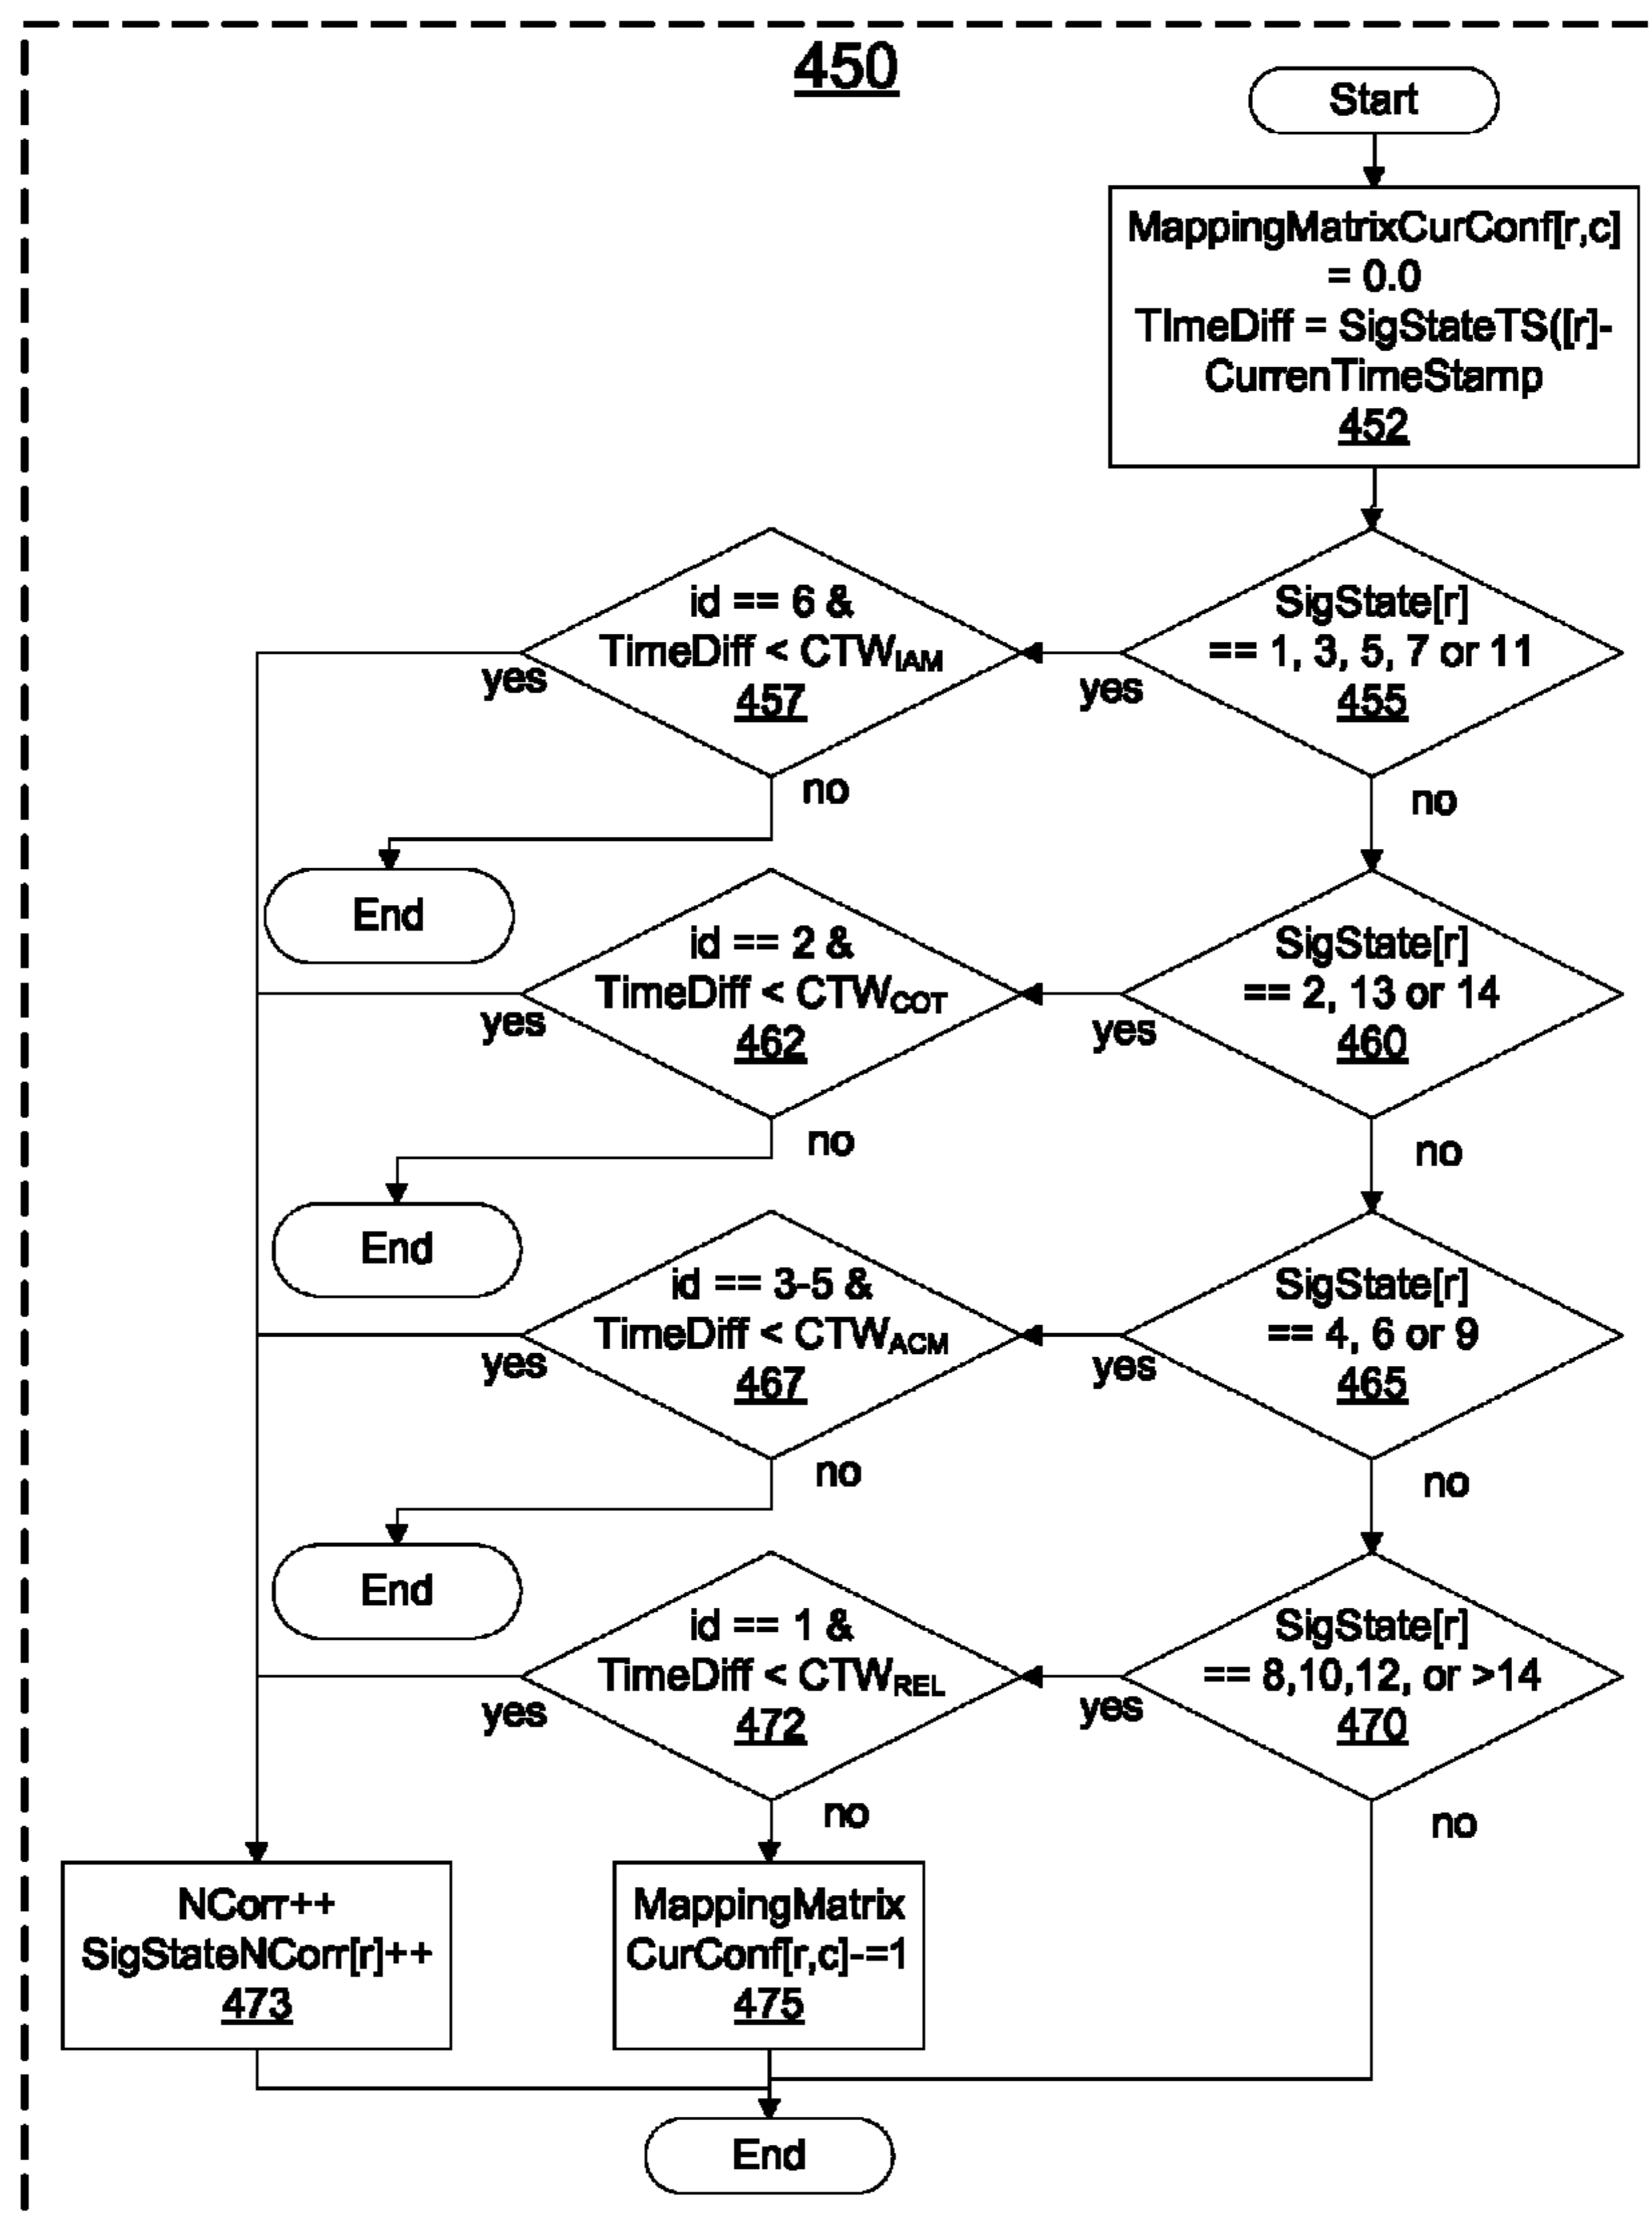 450
Start
MappingMatrixCurConf[r,c]
= 0.0
TImeDiff = SigStateTS([r]-
CurrenTimeStamp
452
id == 6 &
TimeDiff < CTWIAM
457
yes
SigState[r]
== 1, 3, 5, 7 or 11
455
yes
no
no
End
id == 2 &
TimeDiff < CTWCOT
462
yes
SigState[r]
== 2, 13 or 14
460
yes
no
no
End
id == 3-5 &
TimeDiff < CTWACM
467
yes
SigState[r]
== 4, 6 or 9
465
yes
no
no
End
id == 1 &
TimeDiff < CTWREL
472
yes
SigState[r]
== 8,10,12, or >14
470
yes
no
no
NCorr++
SigStateNCorr[r]++
473
MappingMatrix
CurConf[r,c]-=1
475
End